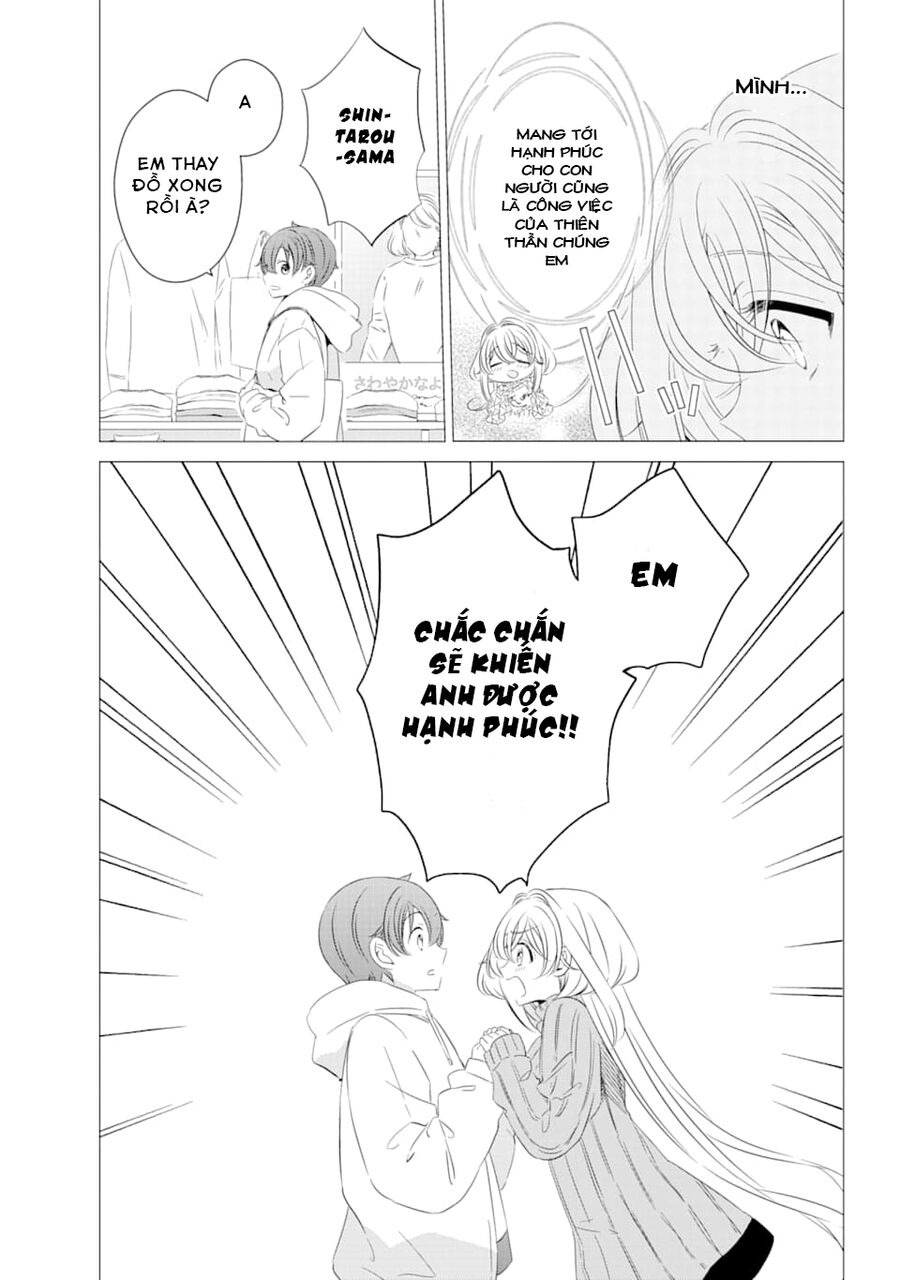 MÌNH...
MANG TỚI
HẠNH PHÚC
CHO CON
NGƯỜI CŨNG
LÀ CÔNG VIỆC
CỦA THIÊN
THẦN CHÚNG
EM
SHIN-
TAROU
-SAMA
A
EM THAY
ĐỒ XONG
RỒI À?
さわやかなよ
EM
CHẮC CHẮN
SẼ KHIẾN
ANH ĐƯỢC
HẠNH PHÚC!!